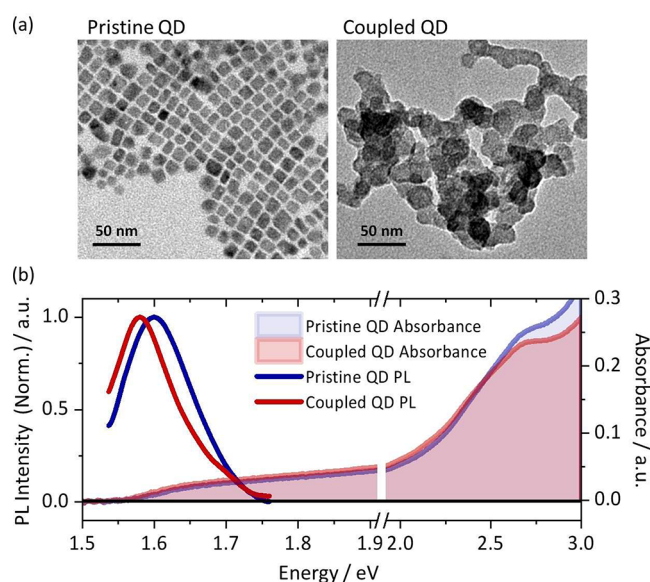 (a)
Pristine QD
Coupled QD
50 nm
50 nm
(b)
PL Intensity (Norm.) / a.u.
1.0
0.5
0.0
Pristine QD Absorbance
Coupled QD Absorbance
Pristine QD PL
Coupled QD PL
0.3
0.2
0.1
0.0
Absorbance / a.u.
1.5 1.6 1.7 1.8 1.9 2.0 2.5 3.0
Energy / eV